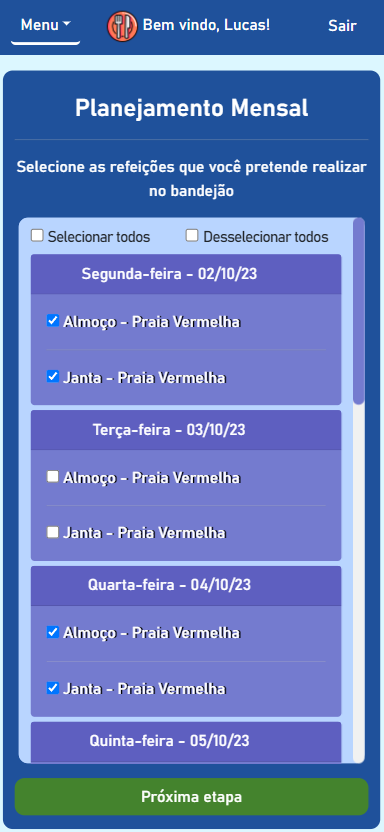 Menu
Bem vindo, Lucas!
Sair
Planejamento Mensal
Selecione as refeições que você pretende realizar
no bandejão
Selecionar todos
Desselecionar todos
Segunda-feira - 02/10/23
Almoço - Praia Vermelha
Janta - Praia Vermelha
Terça-feira - 03/10/23
Almoço - Praia Vermelha
Janta - Praia Vermelha
Quarta-feira - 04/10/23
Almoço - Praia Vermelha
Janta - Praia Vermelha
Quinta-feira - 05/10/23
Próxima etapa